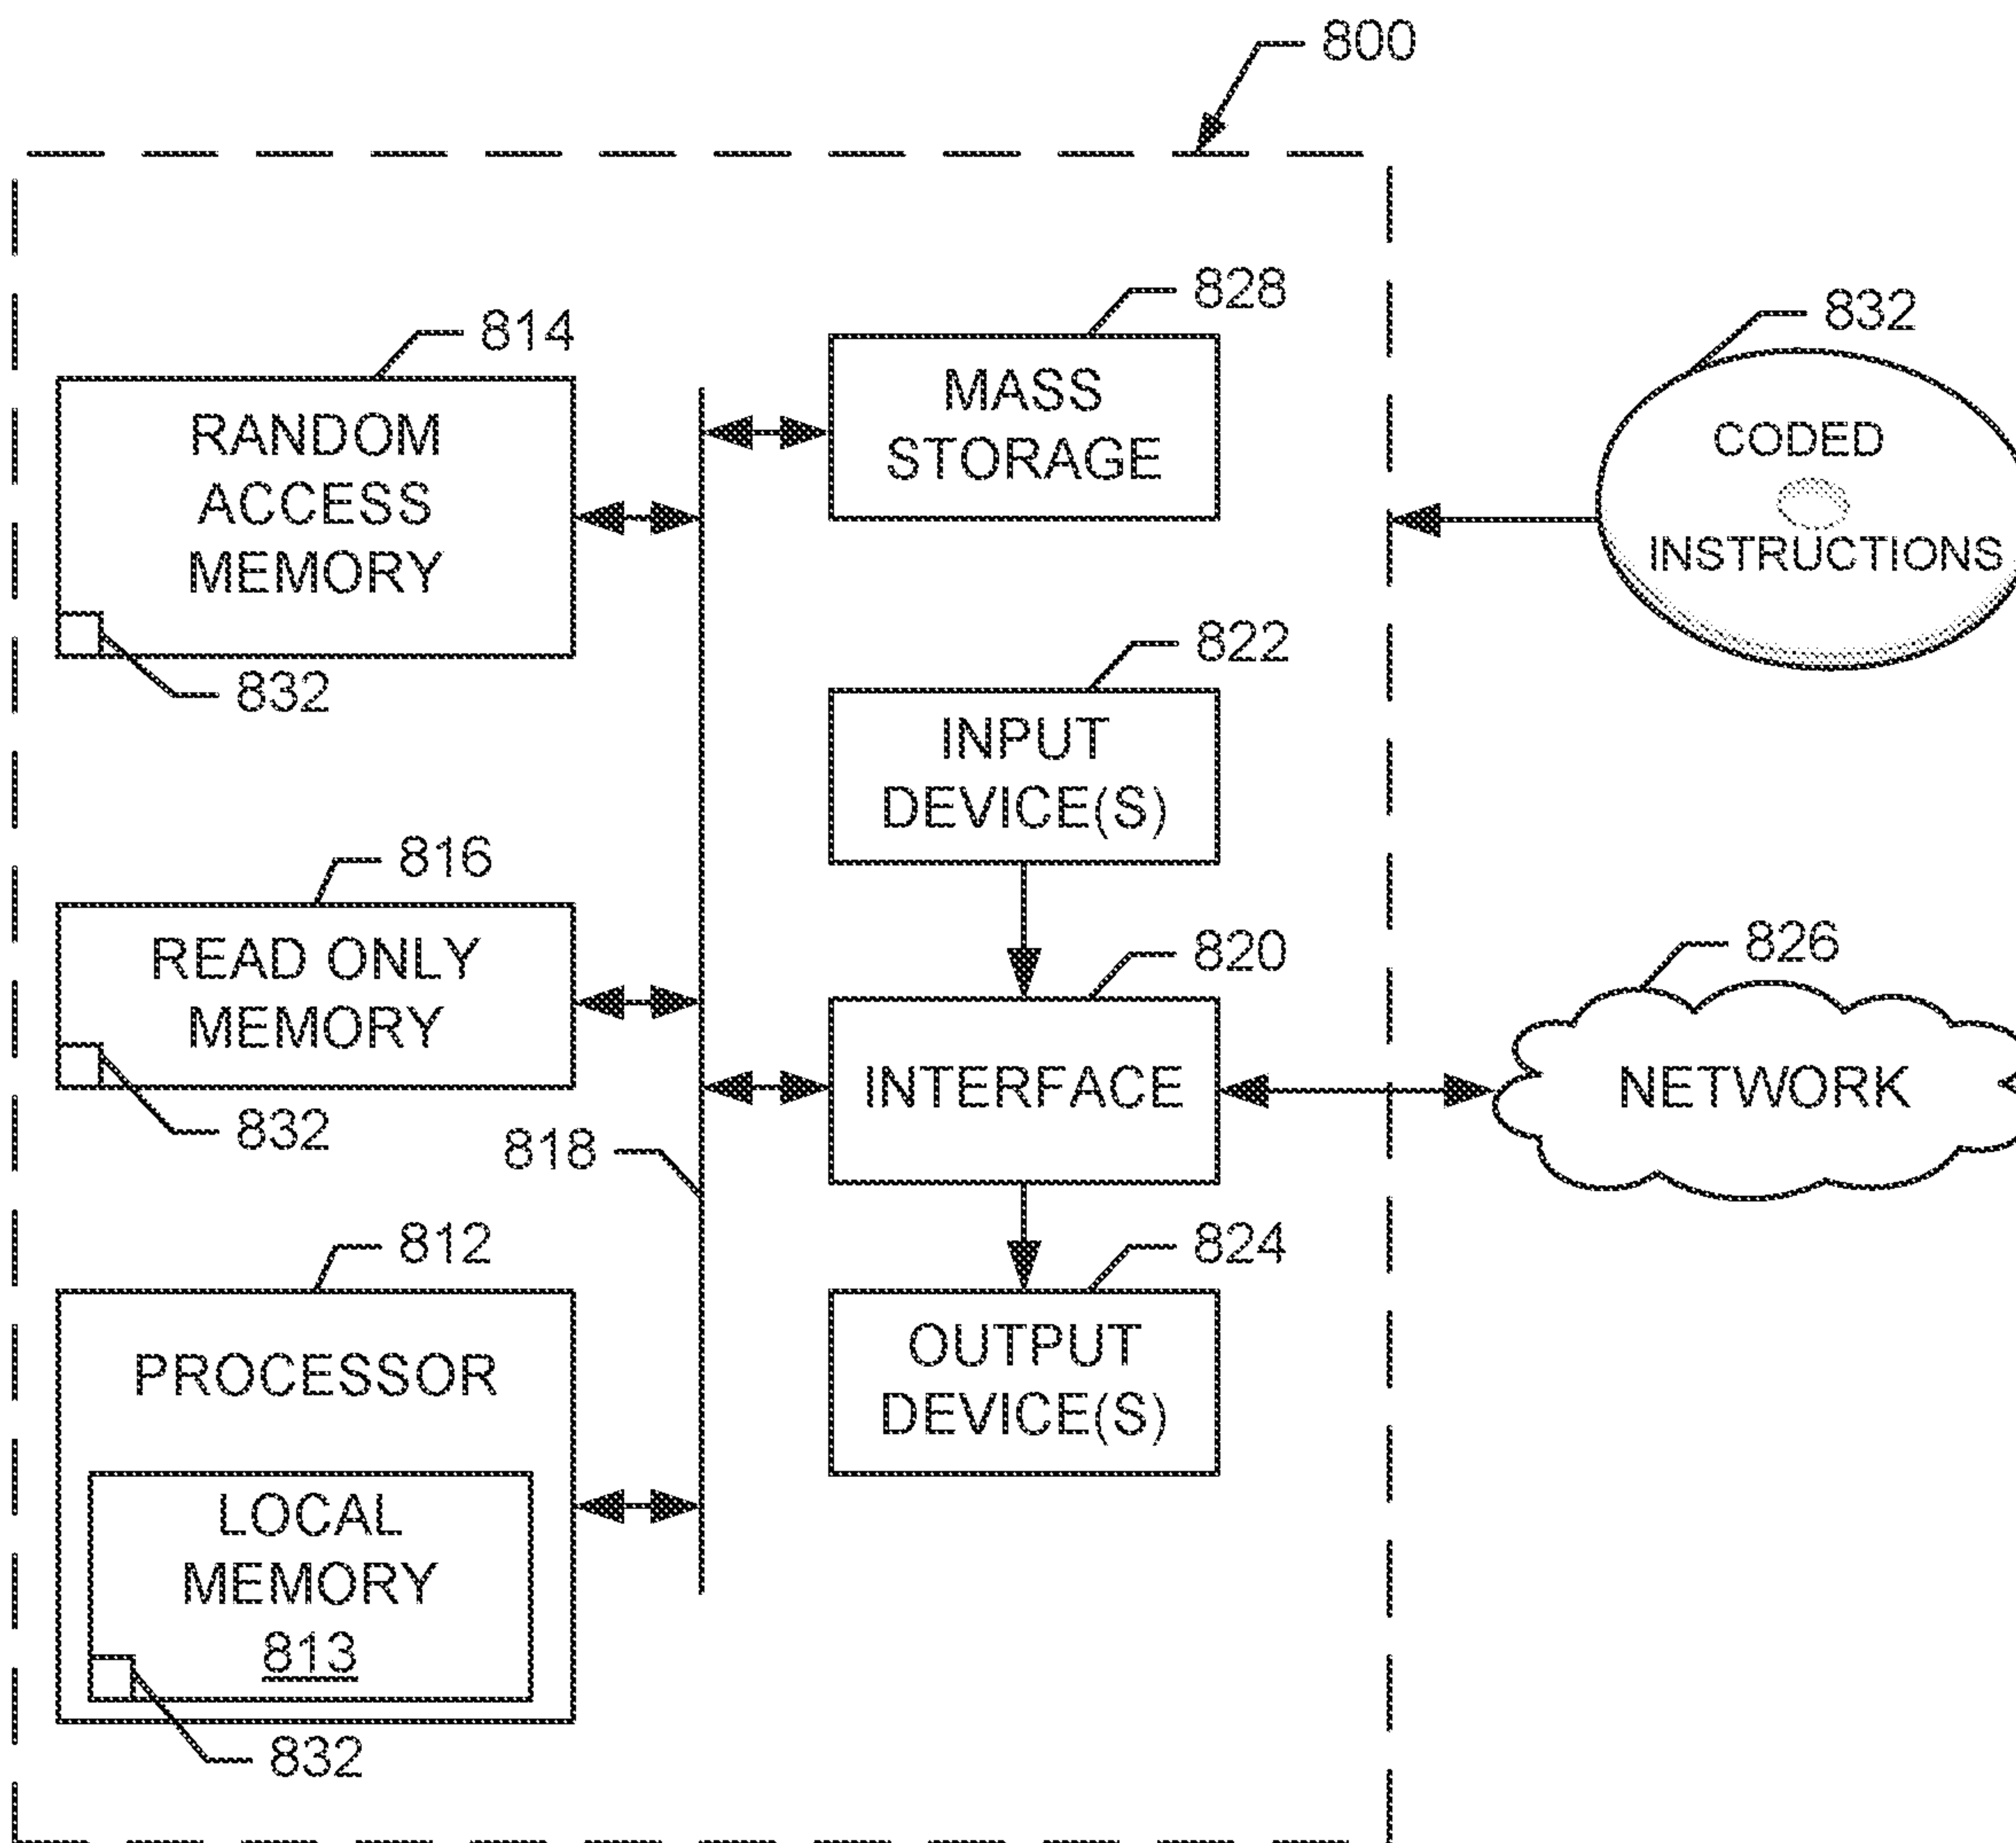 800
814
RANDOM
ACCESS
MEMORY
832
828
MASS
STORAGE
832
CODED
INSTRUCTIONS
822
INPUT
DEVICE(S)
816
READ ONLY
MEMORY
832
818
820
INTERFACE
826
NETWORK
812
PROCESSOR
LOCAL
MEMORY
813
832
824
OUTPUT
DEVICE(S)